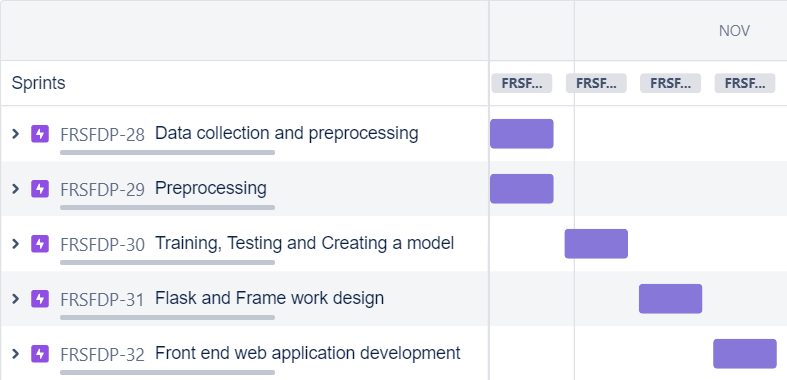 NOV
Sprints FRSF... FRSF... FRSF... FRSF...
FRSFDP-28 Data collection and preprocessing
FRSFDP-29 Preprocessing
FRSFDP-30 Training, Testing and Creating a model
FRSFDP-31 Flask and Frame work design
FRSFDP-32 Front end web application development